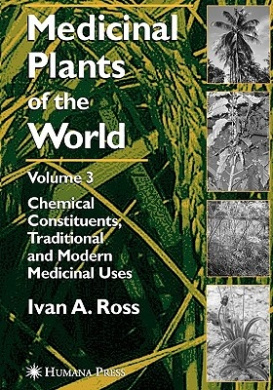 Medicinal
Plants
of the
World
Volume 3
Chemical
Constituents,
Traditional
and Modern
Medicinal Uses
Ivan A. Ross
HUMANA PRESS